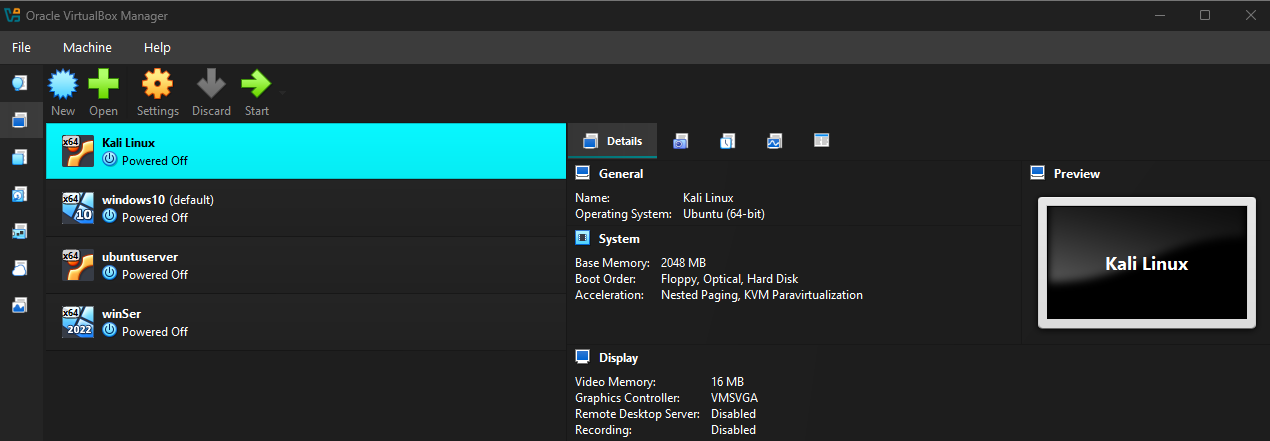 Oracle VirtualBox Manager
File Machine Help
New Open Settings Discard Start
x64 Kali Linux
Powered Off
x64 10 windows10 (default)
Powered Off
x64 ubuntuserver
Powered Off
x64 2022 winSer
Powered Off
Details
General
Name: Kali Linux
Operating System: Ubuntu (64-bit)
System
Base Memory: 2048 MB
Boot Order: Floppy, Optical, Hard Disk
Acceleration: Nested Paging, KVM Paravirtualization
Preview
Kali Linux
Display
Video Memory: 16 MB
Graphics Controller: VMSVGA
Remote Desktop Server: Disabled
Recording: Disabled